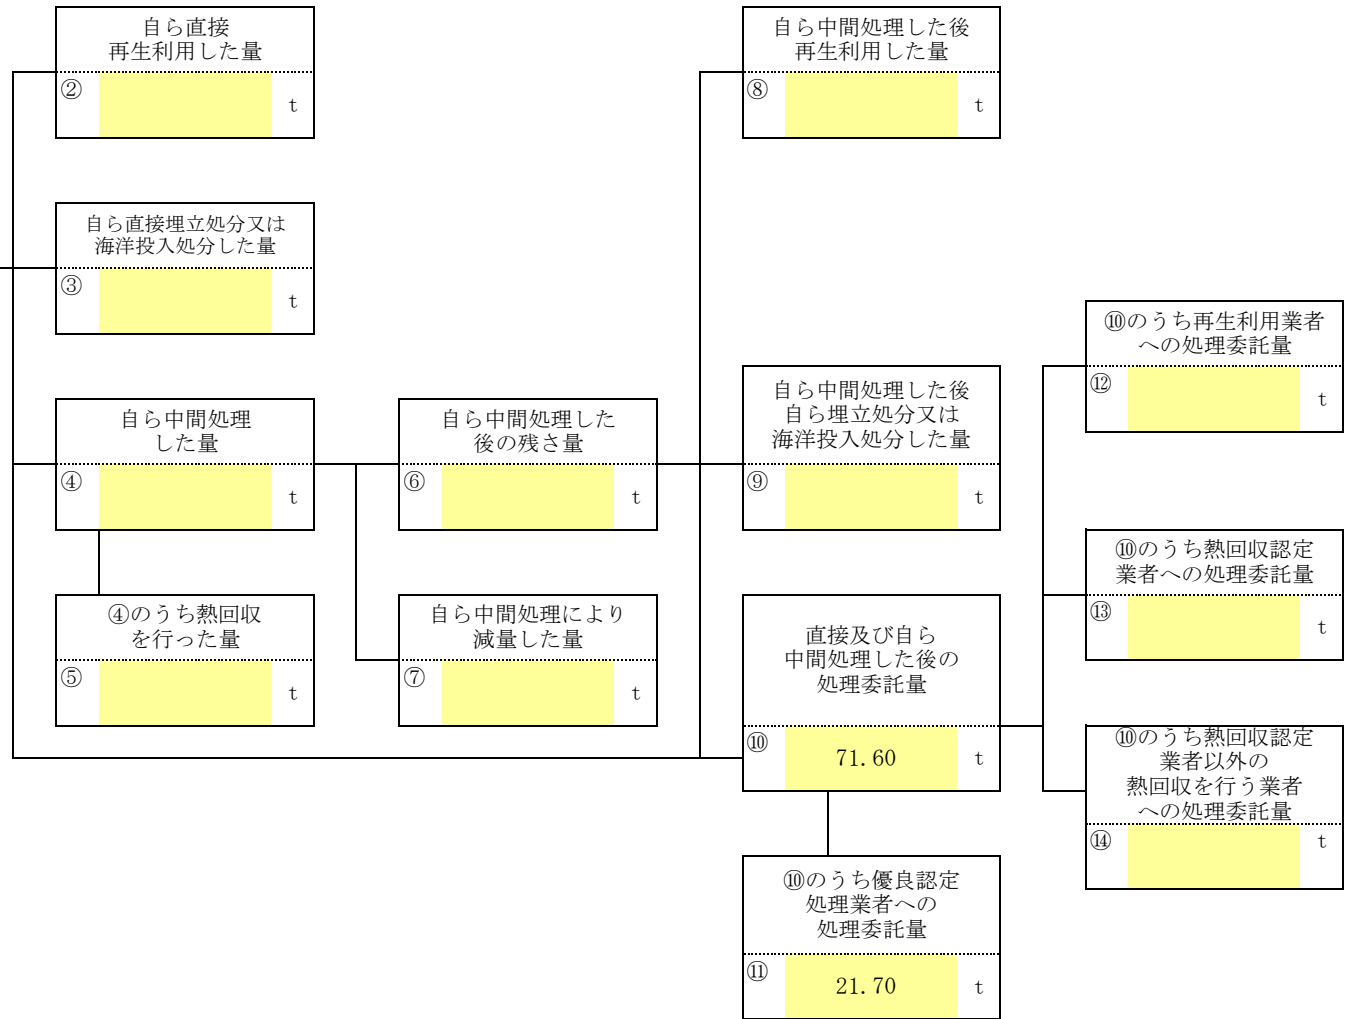 自ら直接
再生利用した量
②
t
自ら中間処理した後
再生利用した量
⑧
t
自ら直接埋立処分又は
海洋投入処分した量
③
t
⑩のうち再生利用業者
への処理委託量
⑫
t
自ら中間処理
した量
④
t
自ら中間処理した
後の残さ量
⑥
t
自ら中間処理した後
自ら埋立処分又は
海洋投入処分した量
⑨
t
⑩のうち熱回収認定
業者への処理委託量
⑬
t
④のうち熱回収
を行った量
⑤
t
自ら中間処理により
減量した量
⑦
t
直接及び自ら
中間処理した後の
処理委託量
⑩
71.60
t
⑩のうち熱回収認定
業者以外の
熱回収を行う業者
への処理委託量
⑭
t
⑩のうち優良認定
処理業者への
処理委託量
⑪
21.70
t